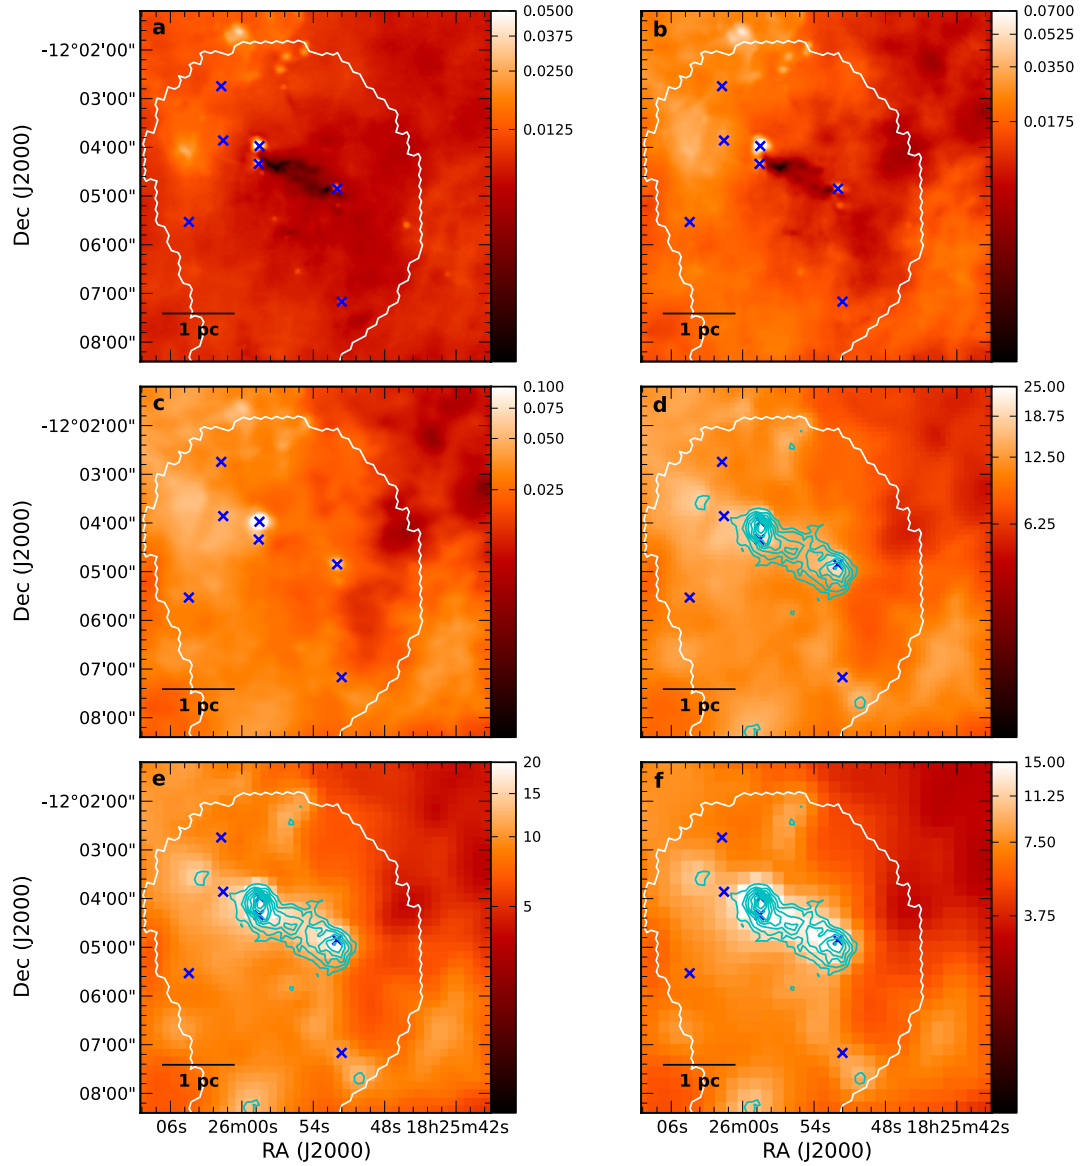 a
-12°02'00"
03'00"
04'00"
05'00"
06'00"
07'00"
08'00"
Dec (J2000)
1 pc
0.0500
0.0375
0.0250
0.0125
b
1 pc
0.0700
0.0525
0.0350
0.0175
c
-12°02'00"
03'00"
04'00"
05'00"
06'00"
07'00"
08'00"
Dec (J2000)
1 pc
0.100
0.075
0.050
0.025
d
1 pc
25.00
18.75
12.50
6.25
e
-12°02'00"
03'00"
04'00"
05'00"
06'00"
07'00"
08'00"
Dec (J2000)
1 pc
20
15
10
5
06s 26m00s 54s 48s 18h25m42s
RA (J2000)
f
1 pc
15.00
11.25
7.50
3.75
06s 26m00s 54s 48s 18h25m42s
RA (J2000)